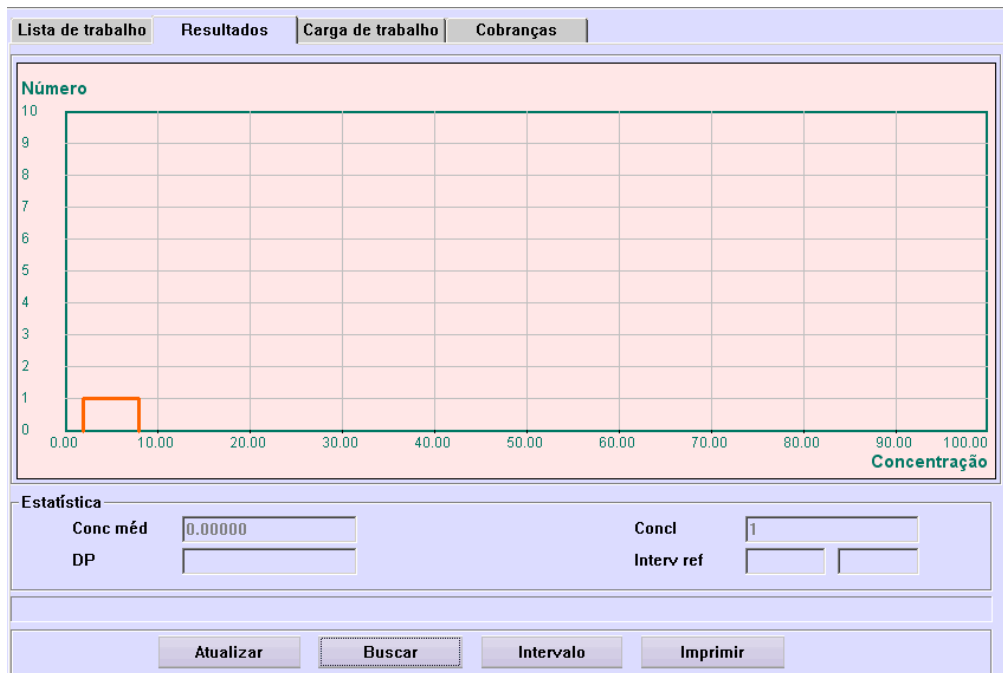 Lista de trabalho Resultados Carga de trabalho Cobranças
Número
10
9
8
7
6
5
4
3
2
1
0
0.00 10.00 20.00 30.00 40.00 50.00 60.00 70.00 80.00 90.00 100.00
Concentração
Estatística
Conc méd 0.00000 Concl 1
DP Interv ref
Atualizar Buscar Intervalo Imprimir